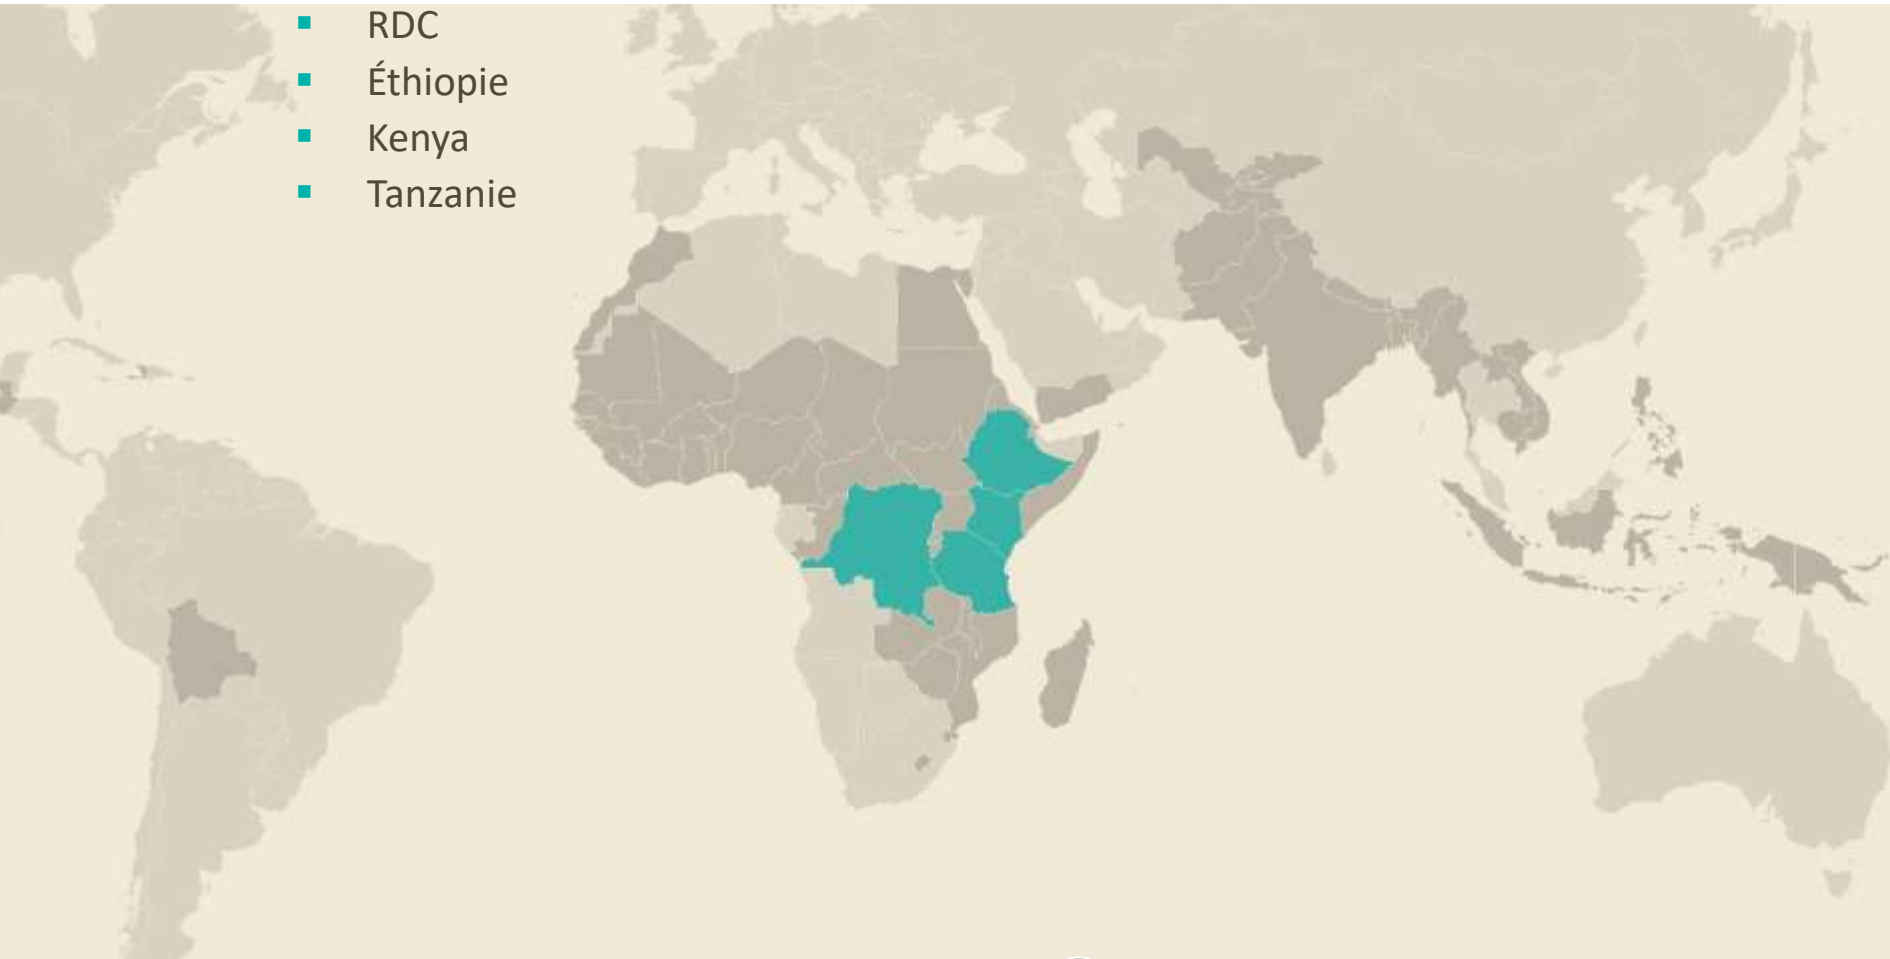 ▪ RDC
▪ Éthiopie
▪ Kenya
▪ Tanzanie